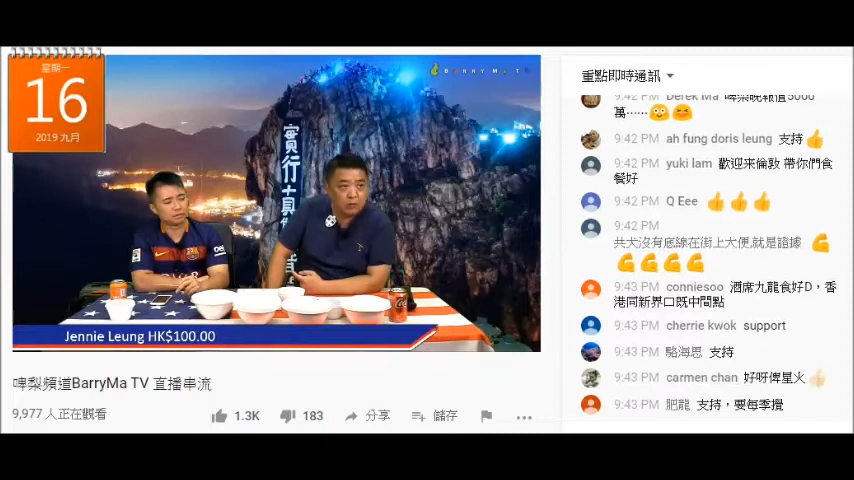 星期一
16
2019 九月
BARRYMATV
實行十具
Jennie Leung HK$100.00
啤梨頻道BarryMa TV 直播串流
9,977 人正在觀看
1.3K
183
分享
儲存
重點即時通訊
9:42 PM Derek Ma 啤梨晚報值5000
萬……
9:42 PM ah fung doris leung 支持
9:42 PM yuki lam 歡迎来倫敦 帶你們食
餐好
9:42 PM Q Eee
9:42 PM
共犬沒有底線在街上大便,就是證據
9:43 PM conniesoo 酒席九龍食好D，香
港同新界口既中間點
9:43 PM cherrie kwok support
9:43 PM 駱海恩 支持
9:43 PM carmen chan 好呀俾星火
9:43 PM 肥龍 支持，要每季攪